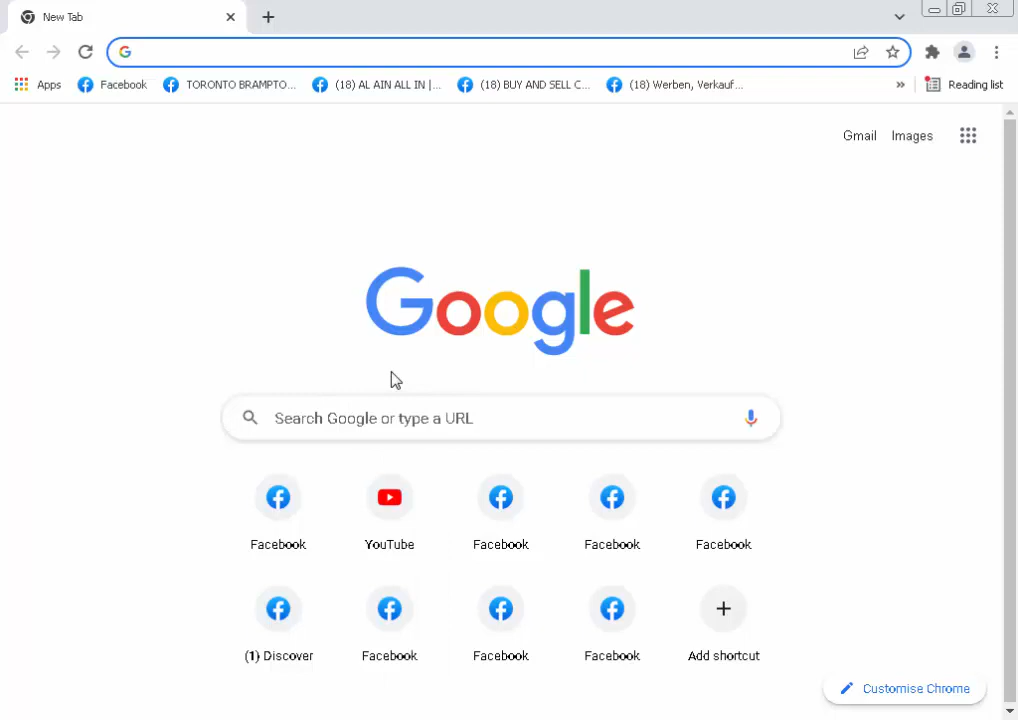 New Tab
Apps Facebook TORONTO BRAMPTO... (18) AL AIN ALL IN |... (18) BUY AND SELL C... (18) Werben, Verkauf... » Reading list
Gmail Images
Google
Search Google or type a URL
Facebook YouTube Facebook Facebook Facebook
(1) Discover Facebook Facebook Facebook Add shortcut
Customise Chrome